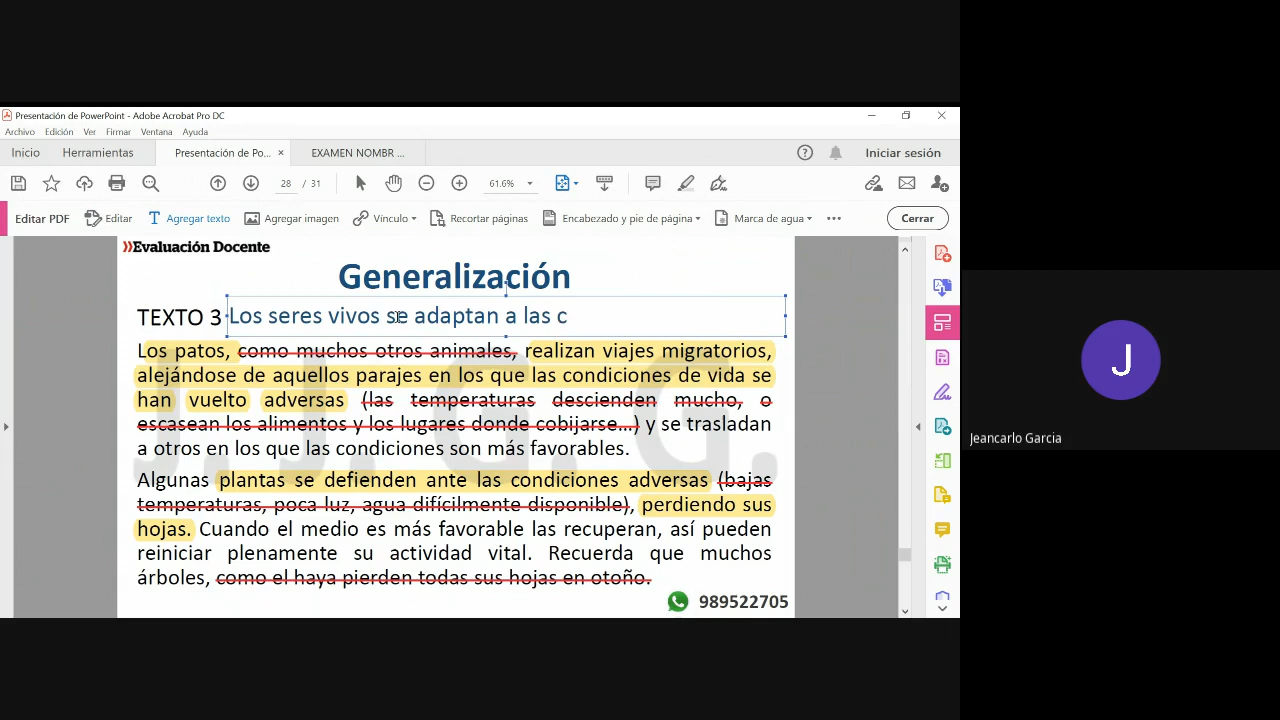 Presentación de PowerPoint - Adobe Acrobat Pro DC
Archivo Edición Ver Firmar Ventana Ayuda
Inicio Herramientas Presentación de Po... × EXAMEN NOMBR ... Iniciar sesión
28 / 31 61.6%
Editar PDF Editar Agregar texto Agregar imagen Vínculo Recortar páginas Encabezado y pie de página Marca de agua ... Cerrar
»Evaluación Docente
Generalización
TEXTO 3 Los seres vivos se adaptan a las c
Los patos, como muchos otros animales, realizan viajes migratorios,
alejándose de aquellos parajes en los que las condiciones de vida se
han vuelto adversas (las temperaturas descienden mucho, o
escasean los alimentos y los lugares donde cobijarse...) y se trasladan
a otros en los que las condiciones son más favorables.
Algunas plantas se defienden ante las condiciones adversas (bajas
temperaturas, poca luz, agua difícilmente disponible), perdiendo sus
hojas. Cuando el medio es más favorable las recuperan, así pueden
reiniciar plenamente su actividad vital. Recuerda que muchos
árboles, como el haya pierden todas sus hojas en otoño.
989522705
J. J. G. G.
J
Jeancarlo Garcia